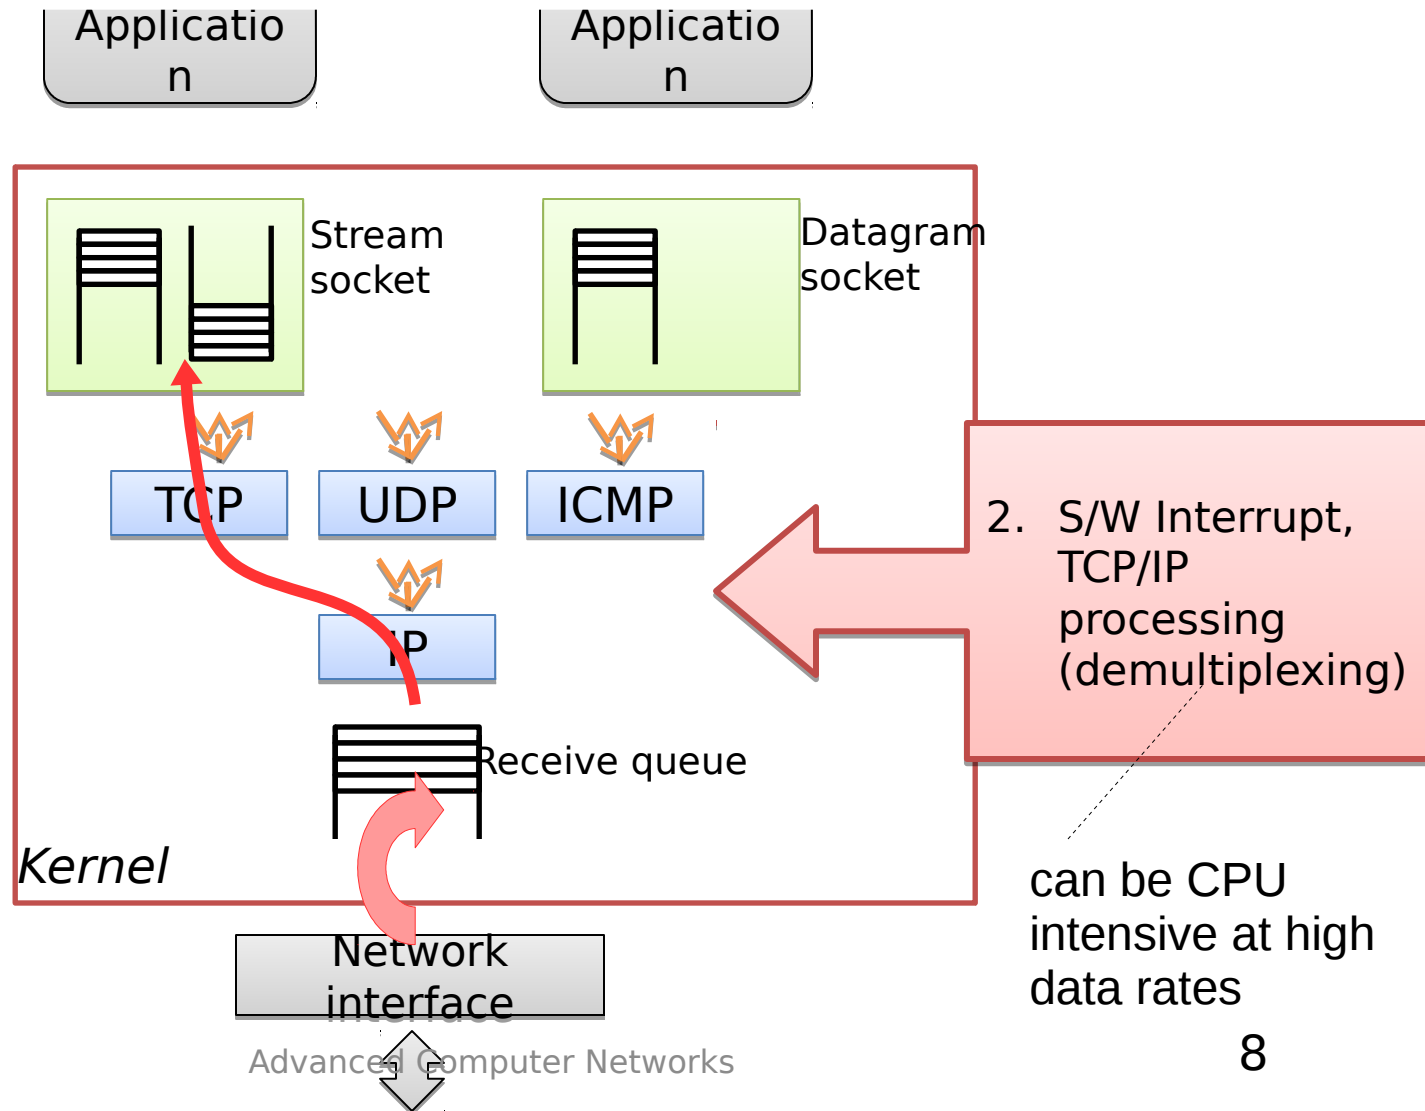 Applicatio
n
Applicatio
n
Stream
socket
Datagram
socket
TCP
UDP
ICMP
2. S/W Interrupt,
TCP/IP
processing
(demultiplexing)
IP
Receive queue
Kernel
can be CPU
intensive at high
data rates
Network
interface
Advanced Computer Networks
8